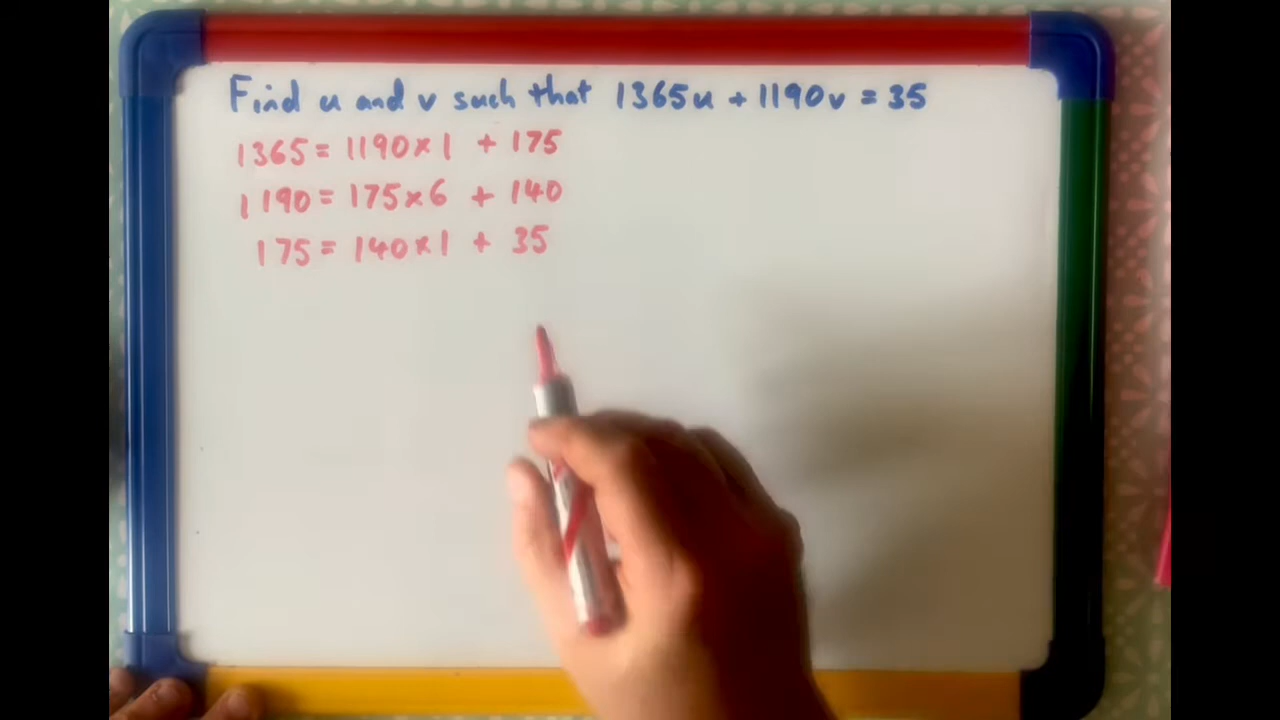 Find u and v such that 1365u + 1190v = 35
1365 = 1190 × 1 + 175
1190 = 175 × 6 + 140
175 = 140 × 1 + 35